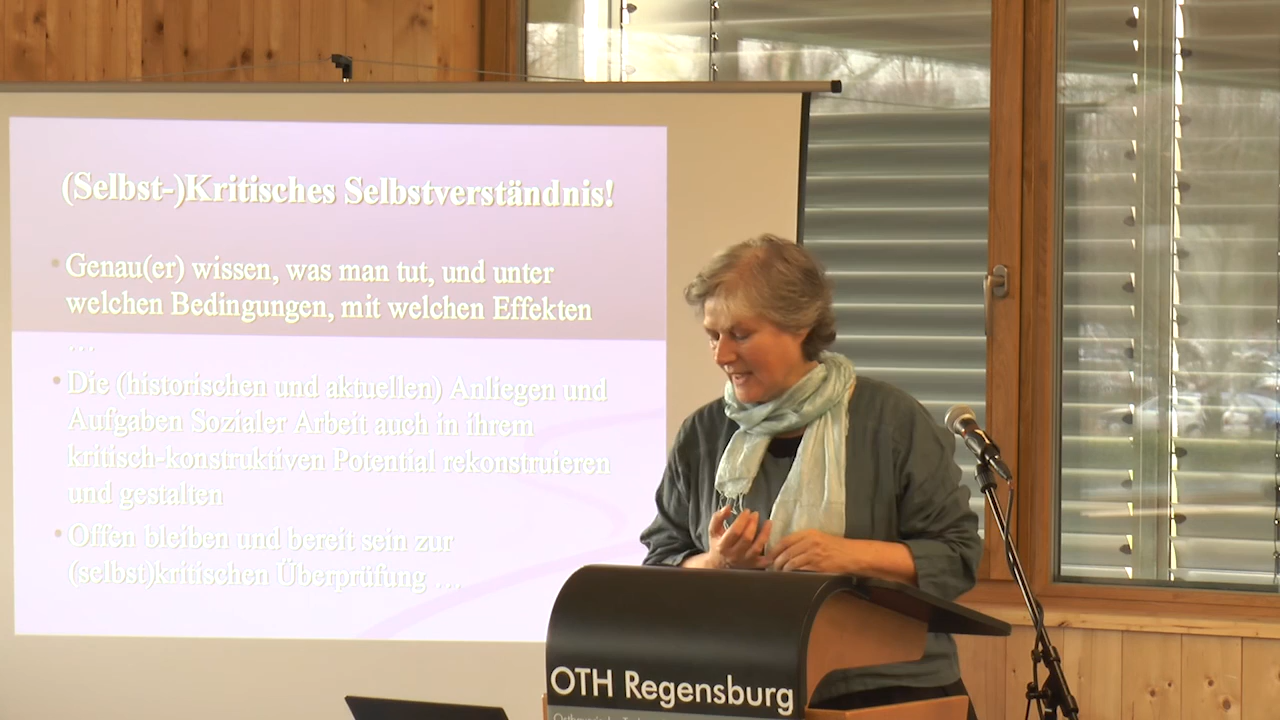 (Selbst-)Kritisches Selbstverständnis!
• Genau(er) wissen, was man tut, und unter
welchen Bedingungen, mit welchen Effekten
…
• Die (historischen und aktuellen) Anliegen und
Aufgaben Sozialer Arbeit auch in ihrem
kritisch-konstruktiven Potential rekonstruieren
und gestalten
• Offen bleiben und bereit sein zur
(selbst)kritischen Überprüfung …
OTH Regensburg